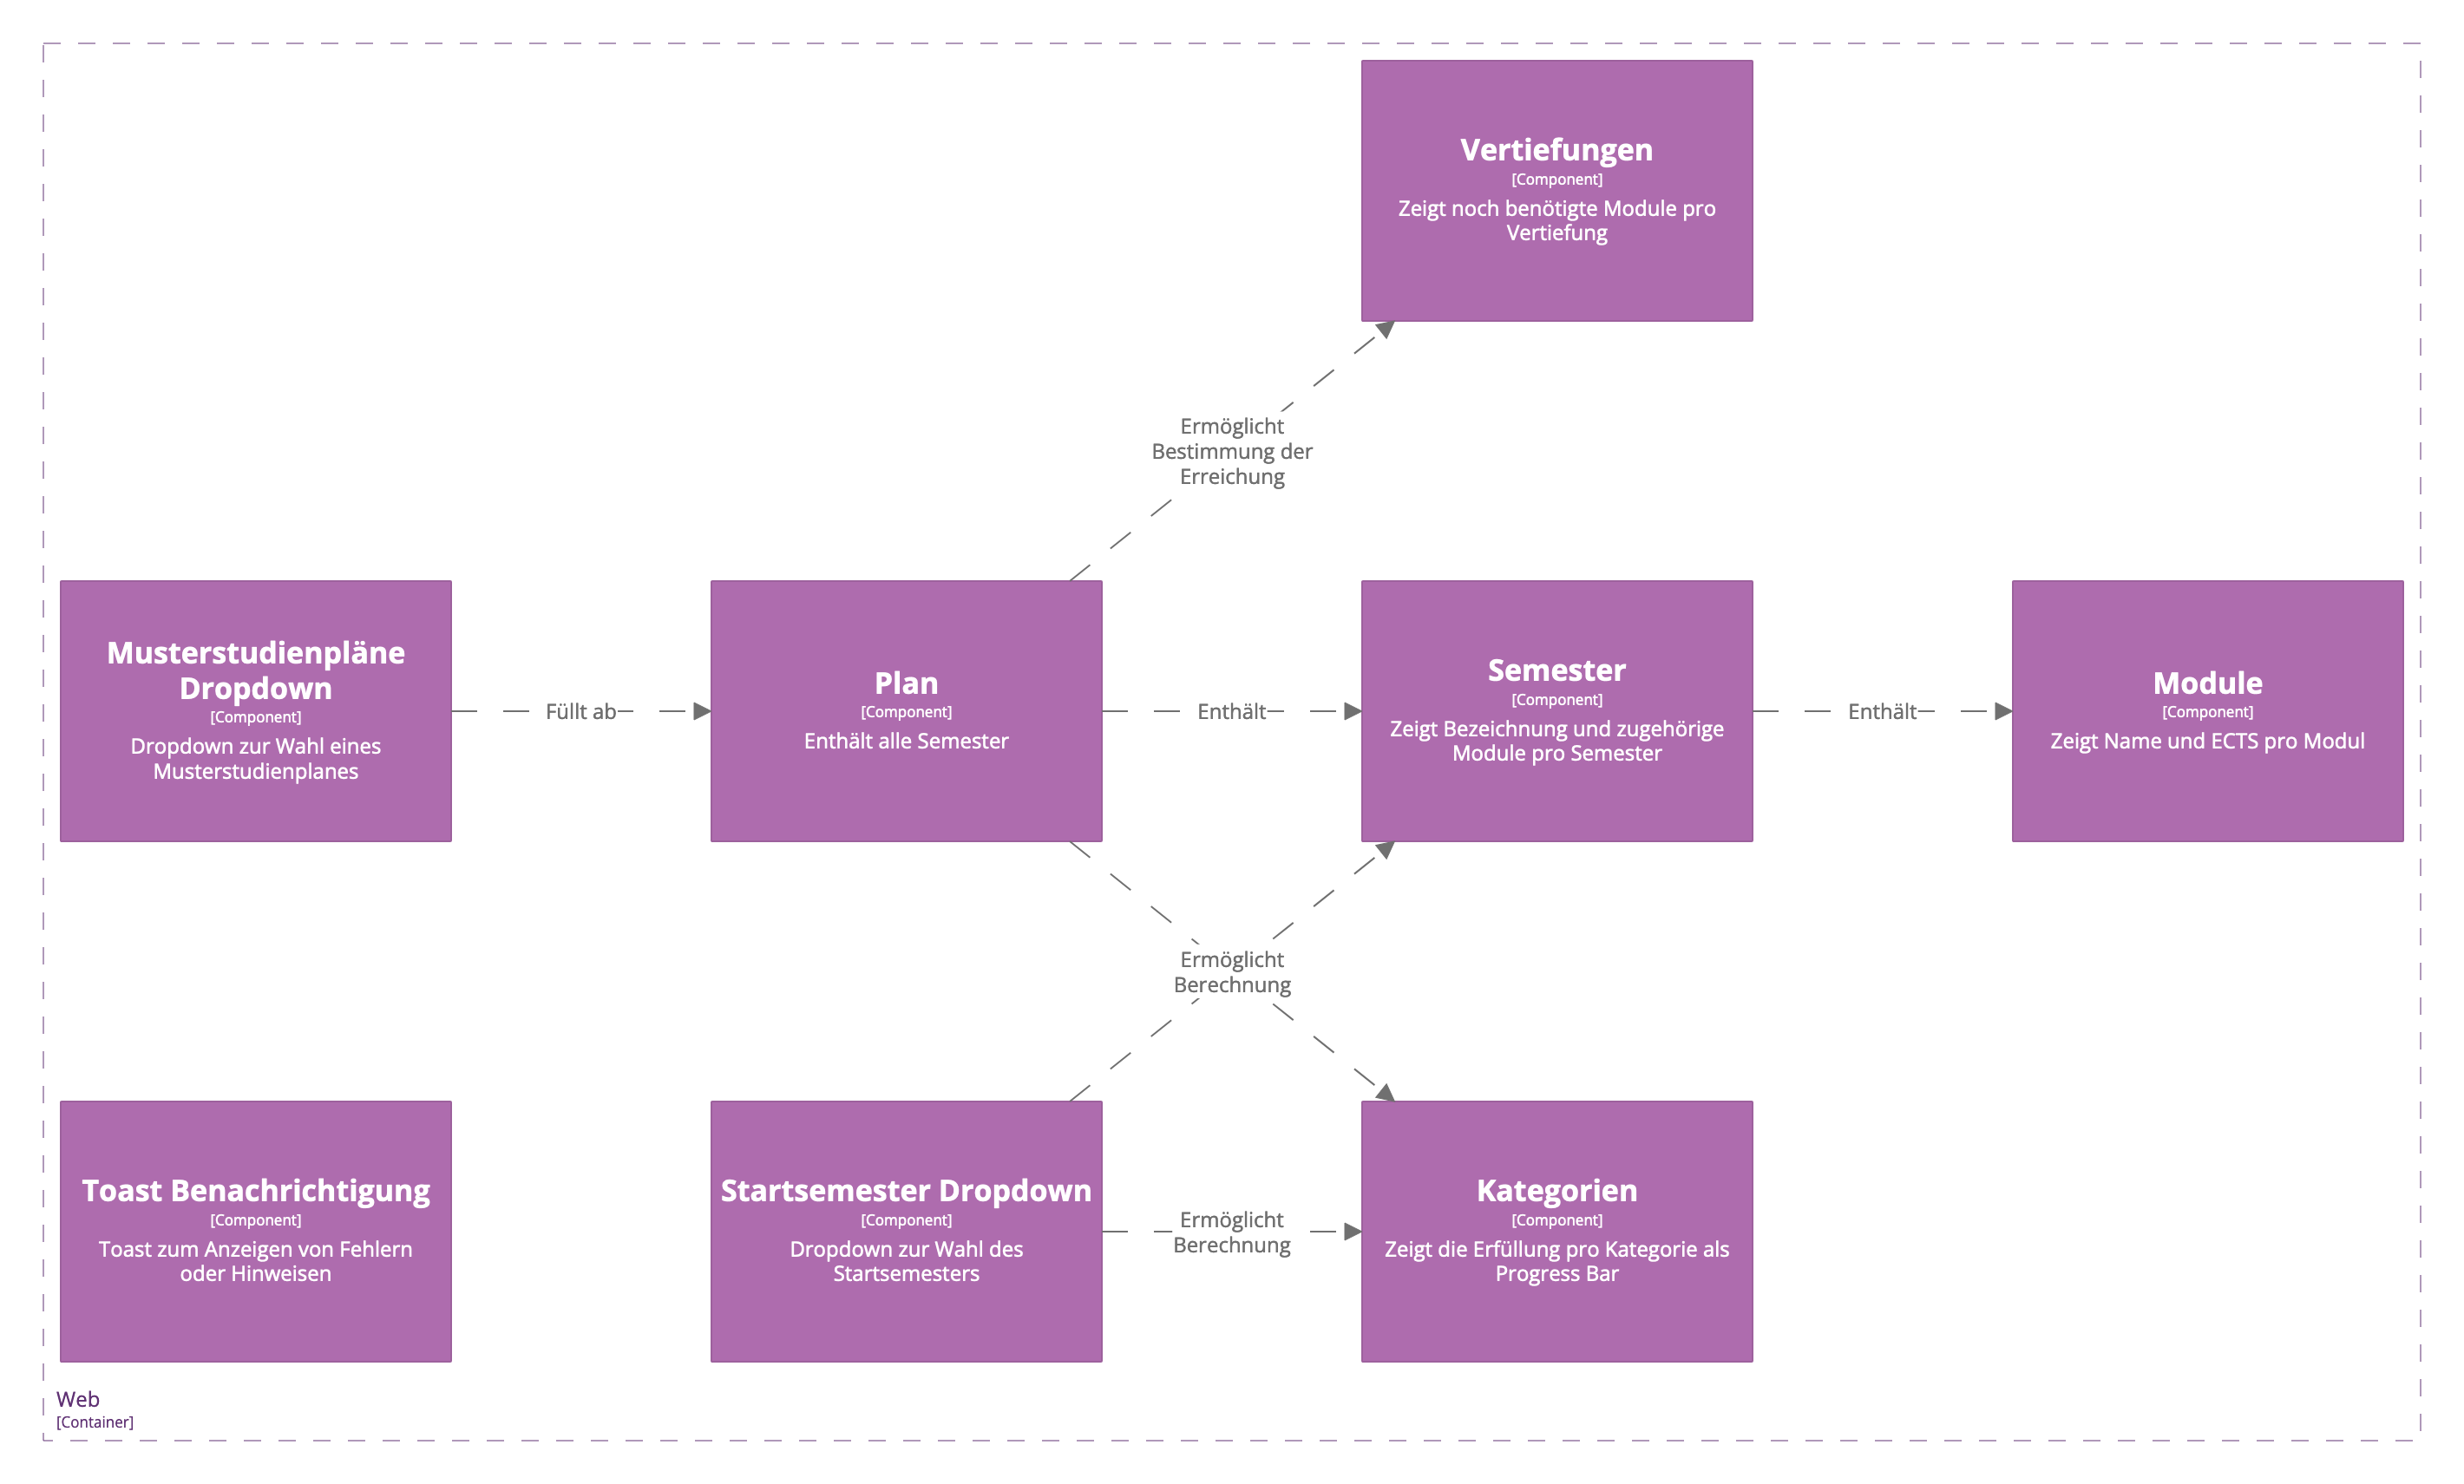 Vertiefungen
[Component]
Zeigt noch benötigte Module pro
Vertiefung
Ermöglicht
Bestimmung der
Erreichung
Musterstudienpläne
Dropdown
[Component]
Dropdown zur Wahl eines
Musterstudienplanes
Füllt ab
Plan
[Component]
Enthält alle Semester
Enthält
Semester
[Component]
Zeigt Bezeichnung und zugehörige
Module pro Semester
Enthält
Module
[Component]
Zeigt Name und ECTS pro Modul
Ermöglicht
Berechnung
Toast Benachrichtigung
[Component]
Toast zum Anzeigen von Fehlern
oder Hinweisen
Startsemester Dropdown
[Component]
Dropdown zur Wahl des
Startsemesters
Ermöglicht
Berechnung
Kategorien
[Component]
Zeigt die Erfüllung pro Kategorie als
Progress Bar
Web
[Container]